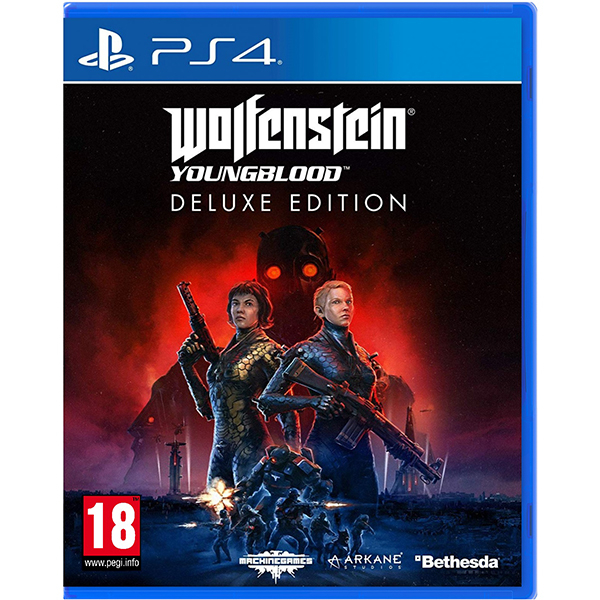 PS4
Wolfenstein®
YOUNGBLOOD™
DELUXE EDITION
18
www.pegi.info
MACHINEGAMES
ARKANE
STUDIOS
Bethesda